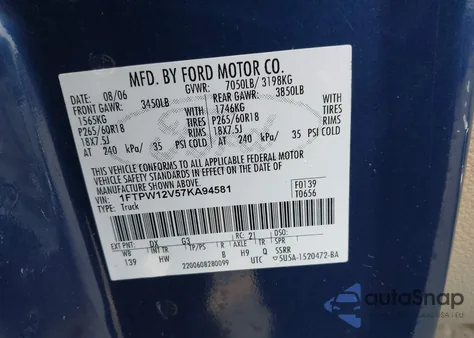 MFD. BY FORD MOTOR CO.
08/06 GVWR: 7050LB/ 3198KG
FRONT GAWR: 3450LB REAR GAWR: 3850LB
1565KG WITH 1746KG WITH
P265/60R18 TIRES P265/60R18 TIRES
18X7.5J RIMS 18X7.5J RIMS
AT 240 kPa/ 35 PSI COLD AT 240 kPa/ 35 PSI COLD
THIS VEHICLE CONFORMS TO ALL APPLICABLE FEDERAL MOTOR
VEHICLE SAFETY STANDARDS IN EFFECT ON THE DATE OF
MANUFACTURE SHOWN ABOVE.
VIN: 1FTPW12V57KA94581 F0139
TYPE: Truck T0656
EXT PNT: DX G3 RC: 21 DSO:
WB BRK INT TR TP/PS R AXLE TR SPR
139 HW B H9 Q SSRR
2200608280099 UTC 5U5A-1520472-BA
autoSnap